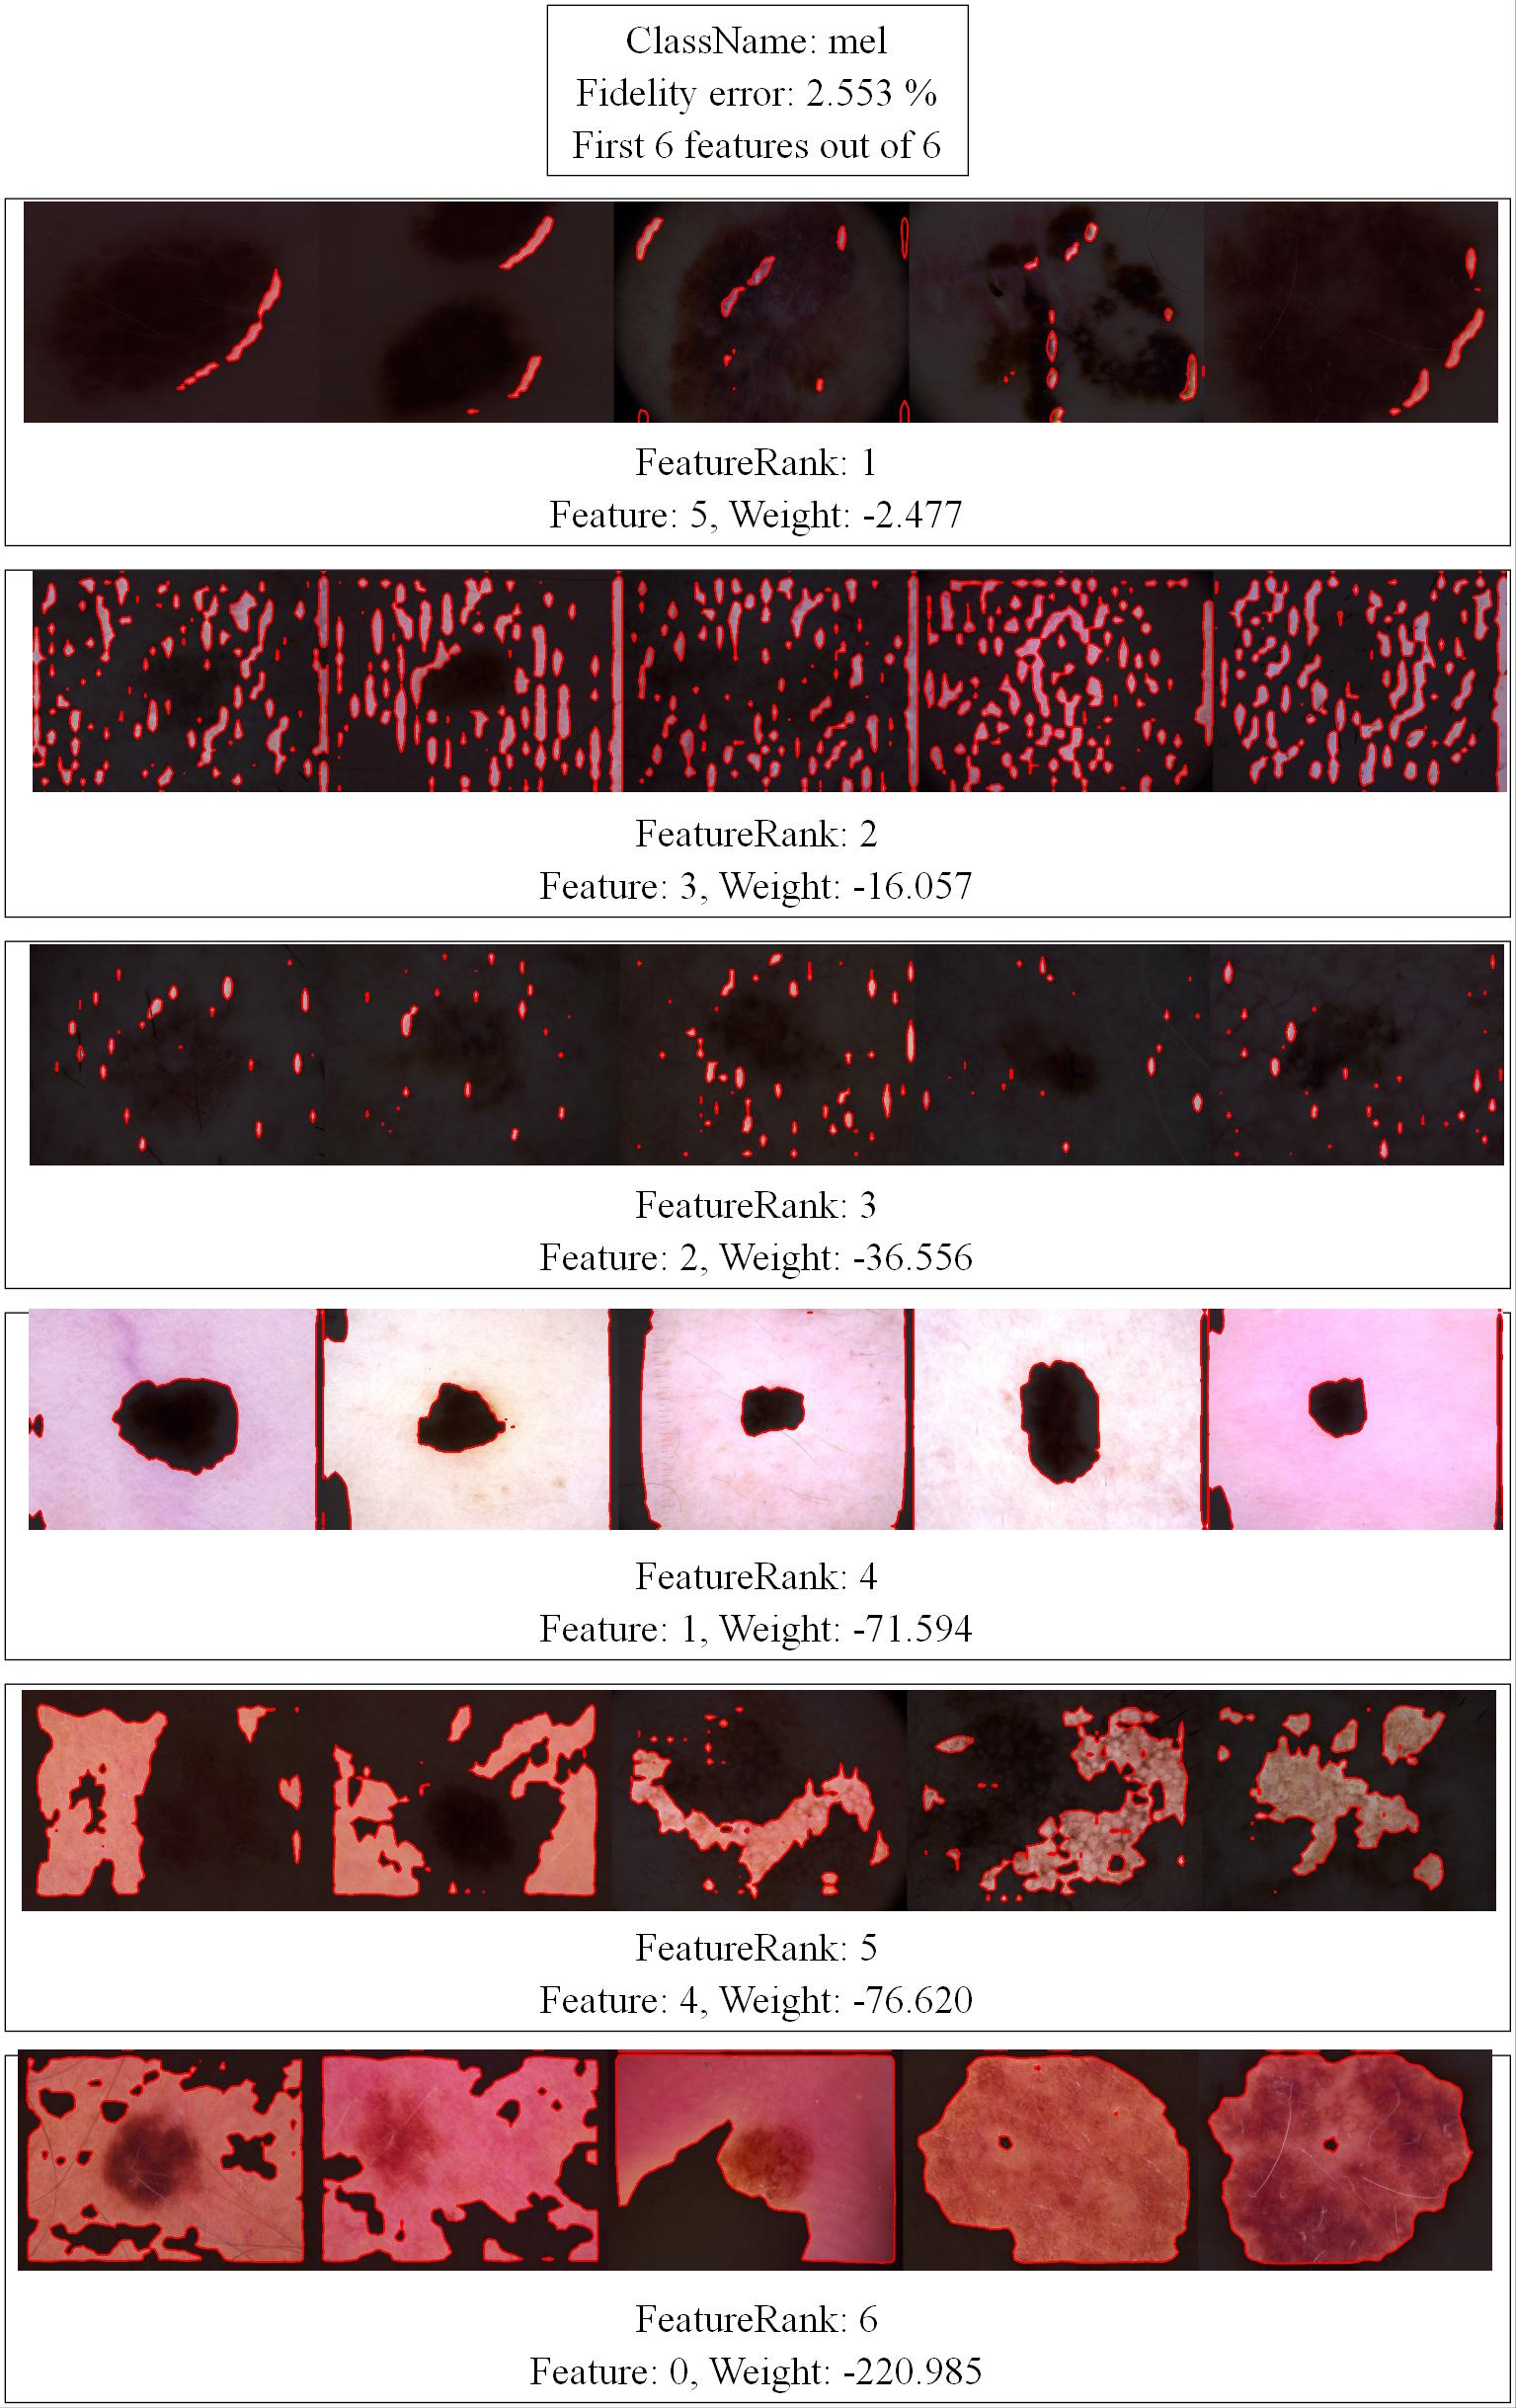 ClassName: mel
Fidelity error: 2.553 %
First 6 features out of 6
FeatureRank: 1
Feature: 5, Weight: -2.477
FeatureRank: 2
Feature: 3, Weight: -16.057
FeatureRank: 3
Feature: 2, Weight: -36.556
FeatureRank: 4
Feature: 1, Weight: -71.594
FeatureRank: 5
Feature: 4, Weight: -76.620
FeatureRank: 6
Feature: 0, Weight: -220.985